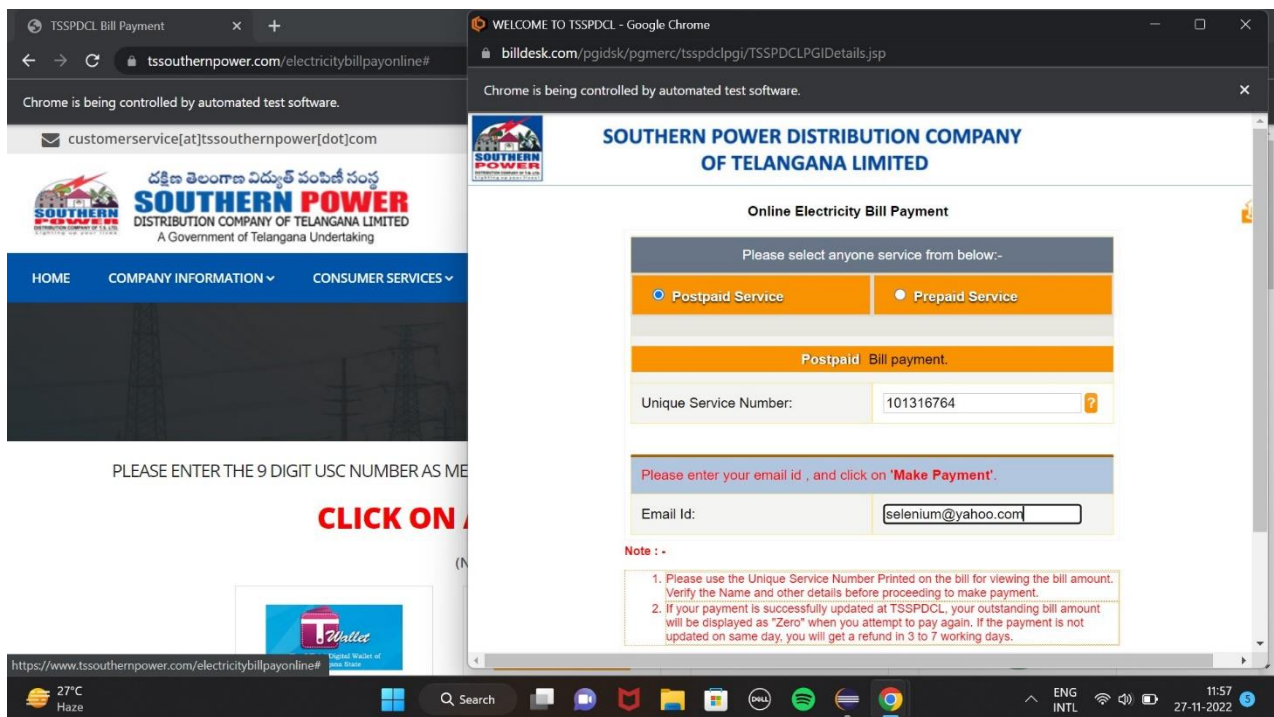 TSSPDCL Bill Payment
tssouthernpower.com/electricitybillpayonline#
Chrome is being controlled by automated test software.
customerservice[at]tssouthernpower[dot]com
దక్షిణ తెలంగాణ విద్యుత్ పంపిణీ సంస్థ
SOUTHERN POWER
DISTRIBUTION COMPANY OF TELANGANA LIMITED
A Government of Telangana Undertaking
SOUTHERN
POWER
HOME COMPANY INFORMATION CONSUMER SERVICES
PLEASE ENTER THE 9 DIGIT USC NUMBER AS ME
CLICK ON
(N
T Wallet
Digital Wallet of
State
https://www.tssouthernpower.com/electricitybillpayonline#
WELCOME TO TSSPDCL - Google Chrome
billdesk.com/pgidsk/pgmerc/tsspdclpgi/TSSPDCLPGIDetails.jsp
Chrome is being controlled by automated test software.
SOUTHERN
POWER
SOUTHERN POWER DISTRIBUTION COMPANY
OF TELANGANA LIMITED
Online Electricity Bill Payment
Please select anyone service from below:-
Postpaid Service Prepaid Service
Postpaid Bill payment.
Unique Service Number: 101316764 ?
Please enter your email id , and click on 'Make Payment'.
Email Id: selenium@yahoo.com
Note : -
1. Please use the Unique Service Number Printed on the bill for viewing the bill amount.
Verify the Name and other details before proceeding to make payment.
2. If your payment is successfully updated at TSSPDCL, your outstanding bill amount
will be displayed as "Zero" when you attempt to pay again. If the payment is not
updated on same day, you will get a refund in 3 to 7 working days.
27°C
Haze
Search
DELL
ENG
INTL
11:57
27-11-2022
5